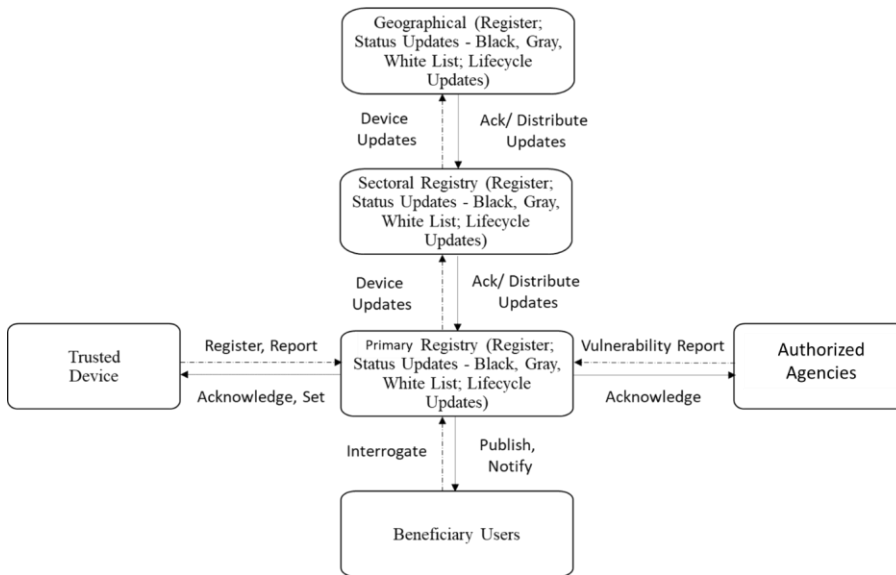 Geographical (Register;
Status Updates - Black, Gray,
White List; Lifecycle
Updates)
Device
Updates
Ack/ Distribute
Updates
Sectoral Registry (Register;
Status Updates - Black, Gray,
White List; Lifecycle
Updates)
Device
Updates
Ack/ Distribute
Updates
Trusted
Device
Register, Report
Acknowledge, Set
Primary Registry (Register;
Status Updates - Black, Gray,
White List; Lifecycle
Updates)
Vulnerability Report
Acknowledge
Authorized
Agencies
Interrogate
Publish,
Notify
Beneficiary Users